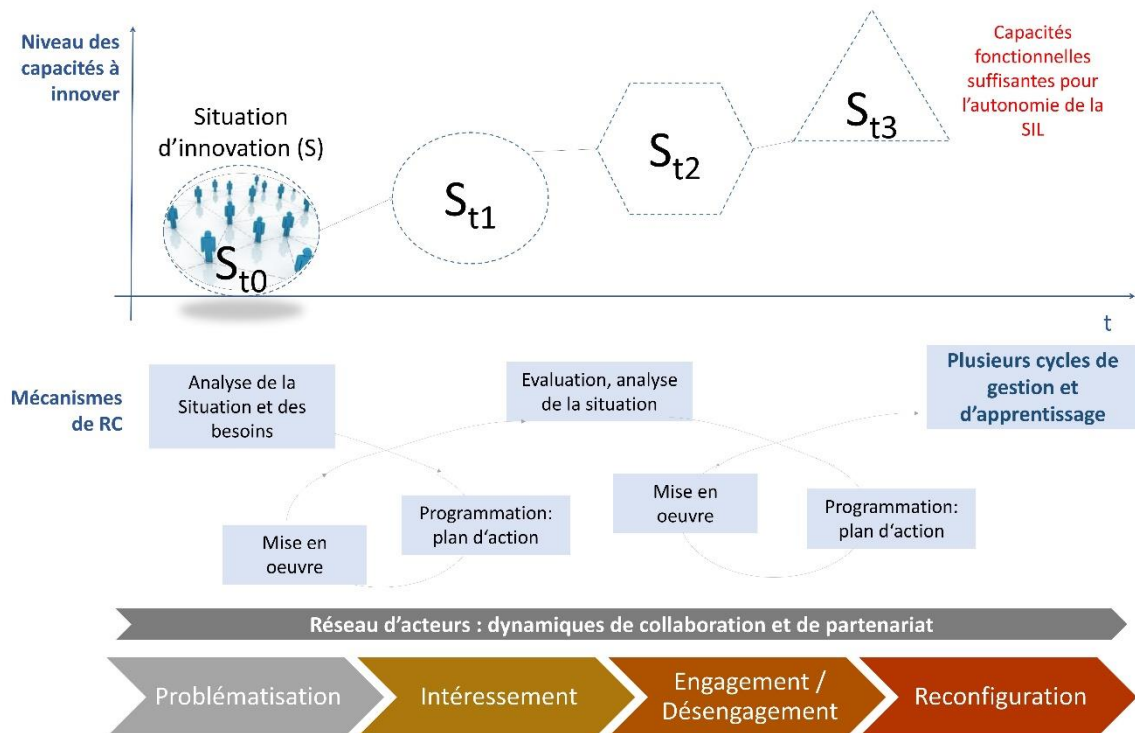 Niveau des
capacités à
innover
Situation
d'innovation (S)
St0
St1
St2
St3
Capacités
fonctionnelles
suffisantes pour
l'autonomie de la
SIL
t
Mécanismes
de RC
Analyse de la
Situation et des
besoins
Evaluation, analyse
de la situation
Plusieurs cycles de
gestion et
d'apprentissage
Mise en
oeuvre
Programmation:
plan d'action
Mise en
oeuvre
Programmation:
plan d'action
Réseau d'acteurs : dynamiques de collaboration et de partenariat
Problématisation
Intéressement
Engagement /
Désengagement
Reconfiguration